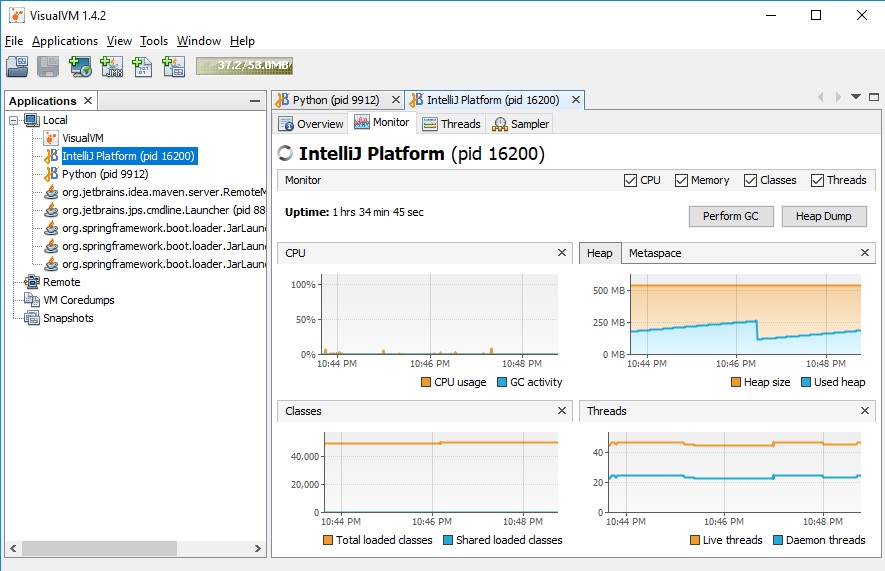 VisualVM 1.4.2
File Applications View Tools Window Help
37.2/53.0MB
Applications
Local
VisualVM
IntelliJ Platform (pid 16200)
Python (pid 9912)
org.jetbrains.idea.maven.server.RemoteM
org.jetbrains.jps.cmdline.Launcher (pid 88
org.springframework.boot.loader.JarLaun
org.springframework.boot.loader.JarLaun
org.springframework.boot.loader.JarLaun
Remote
VM Coredumps
Snapshots
Python (pid 9912) IntelliJ Platform (pid 16200)
Overview Monitor Threads Sampler
IntelliJ Platform (pid 16200)
Monitor CPU Memory Classes Threads
Uptime: 1 hrs 34 min 45 sec Perform GC Heap Dump
CPU
100%
50%
0%
10:44 PM 10:46 PM 10:48 PM
CPU usage GC activity
Heap Metaspace
500 MB
250 MB
0 MB
10:44 PM 10:46 PM 10:48 PM
Heap size Used heap
Classes
40,000
20,000
0
10:44 PM 10:46 PM 10:48 PM
Total loaded classes Shared loaded classes
Threads
40
20
0
10:44 PM 10:46 PM 10:48 PM
Live threads Daemon threads